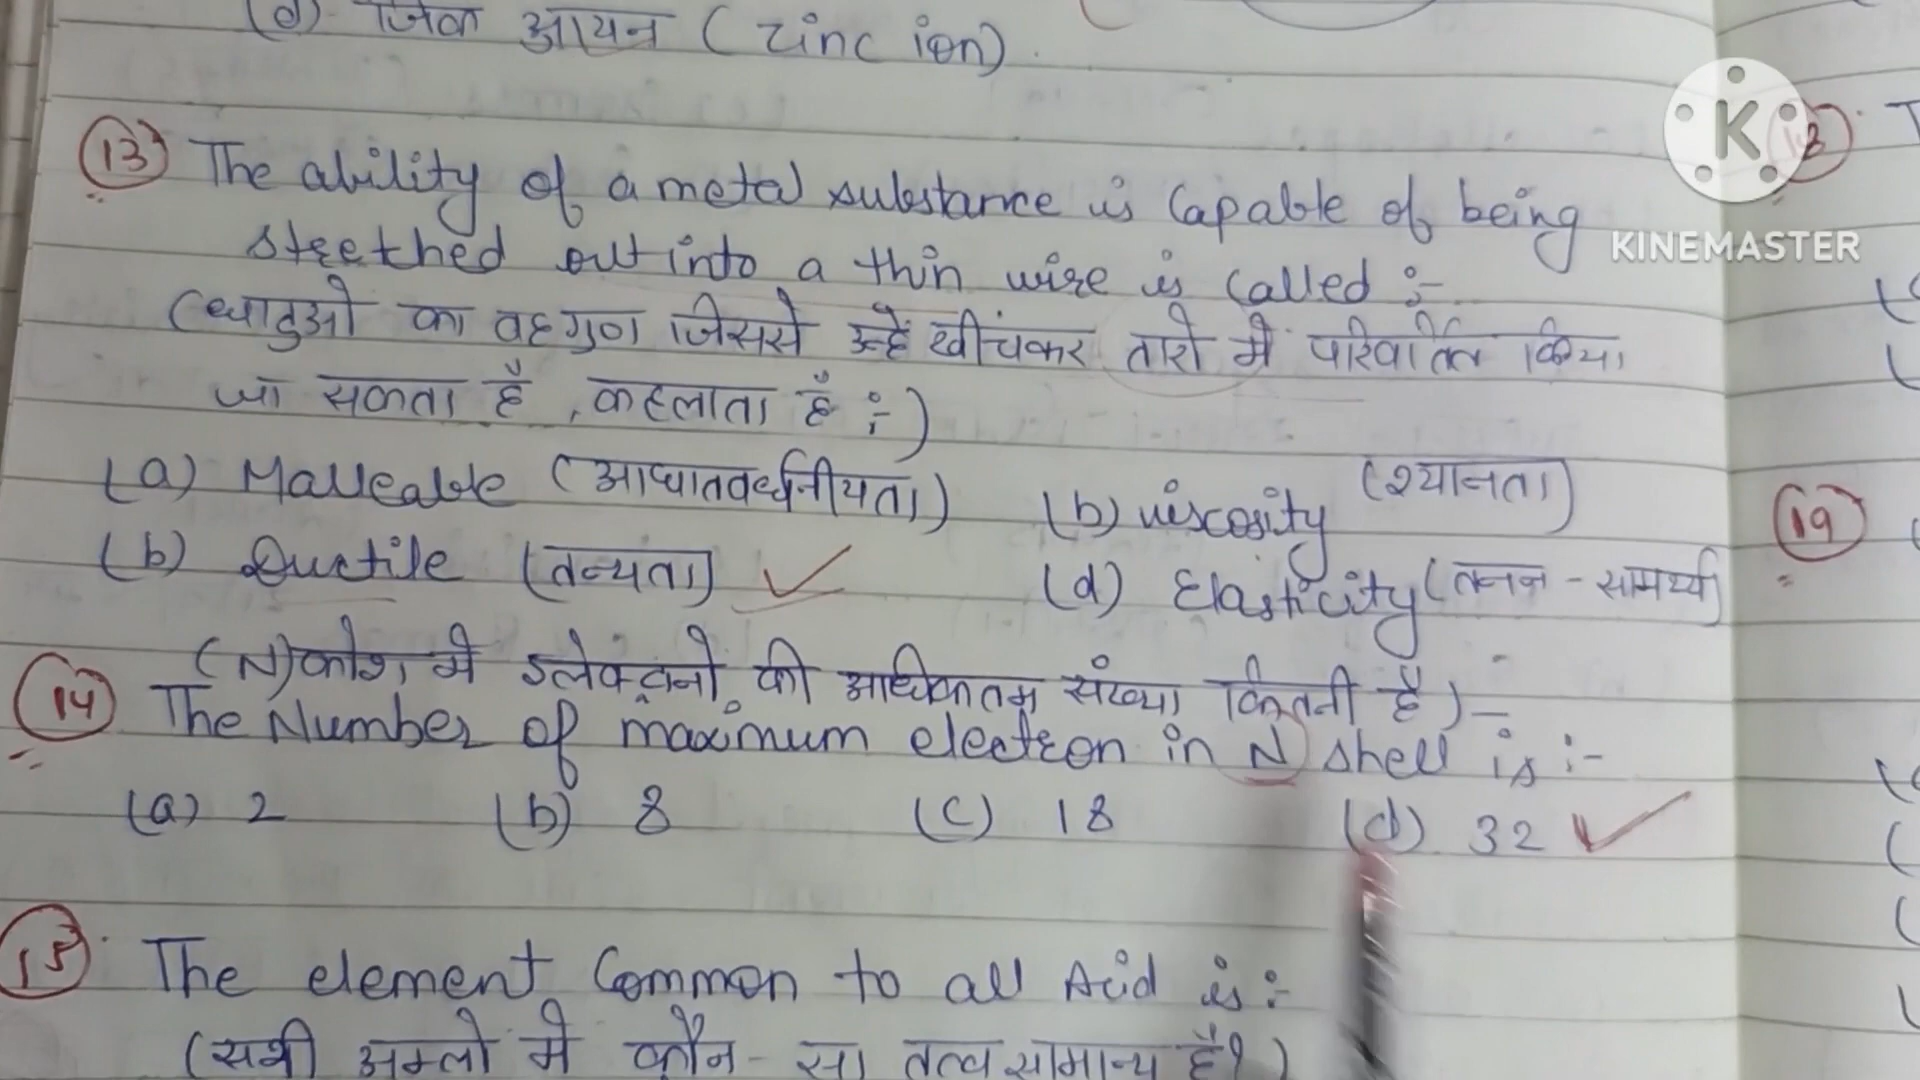 (d) जिंक आयन (zinc ion).
(13) The ability of a metal substance is Capable of being
streethed out into a thin wire is Called :-
(धातुओ का वह गुण जिससे उन्हें खींचकर तारो में परिवर्तित किया
जा सकता है, कहलाता है :-)
(a) Malleable (आघातवर्धनीयता) (b) viscosity (श्यानता)
(b) Ductile (तन्यता) (d) Elasticity (तनन - सामर्थ्य
(N) कोश में इलेक्ट्रानो की अधिकतम संख्या कितनी है) -
(14) The Number of maximum electron in N shell is :-
(a) 2 (b) 8 (c) 18 (d) 32
(15) The element Common to all Acid is :-
(सभी अम्लो में कौन - सा तत्व सामान्य है?)
(19)
KINEMASTER